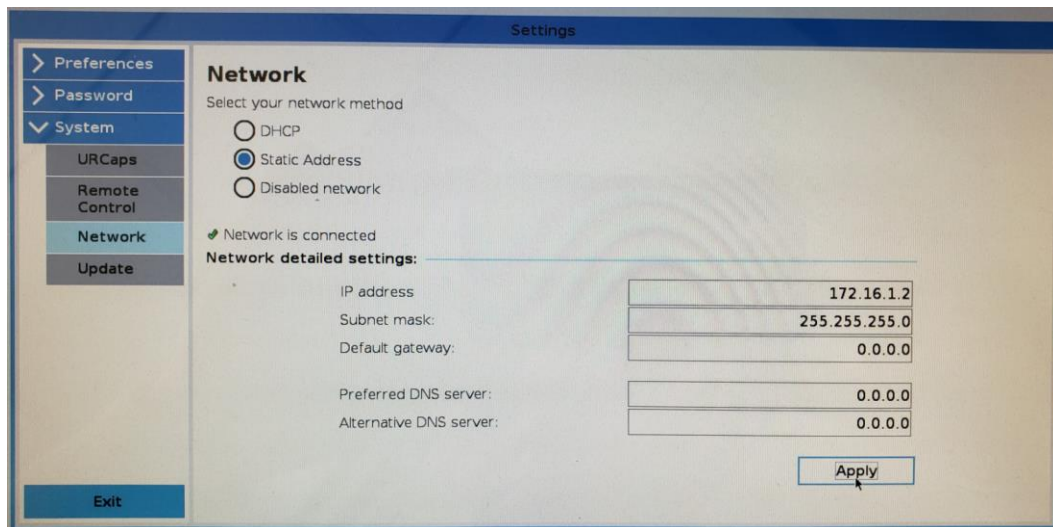 Settings
Preferences
Password
System
URCaps
Remote
Control
Network
Update
Exit
Network
Select your network method
DHCP
Static Address
Disabled network
Network is connected
Network detailed settings:
IP address 172.16.1.2
Subnet mask: 255.255.255.0
Default gateway: 0.0.0.0
Preferred DNS server: 0.0.0.0
Alternative DNS server: 0.0.0.0
Apply